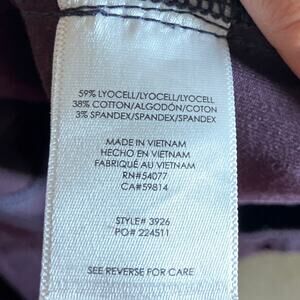 59% LYOCELL/LYOCELL/LYOCELL
38% COTTON/ALGODÓN/COTON
3% SPANDEX/SPANDEX/SPANDEX
MADE IN VIETNAM
HECHO EN VIETNAM
FABRIQUÉ AU VIETNAM
RN#54077
CA#59814
STYLE# 3926
PO# 224511
SEE REVERSE FOR CARE